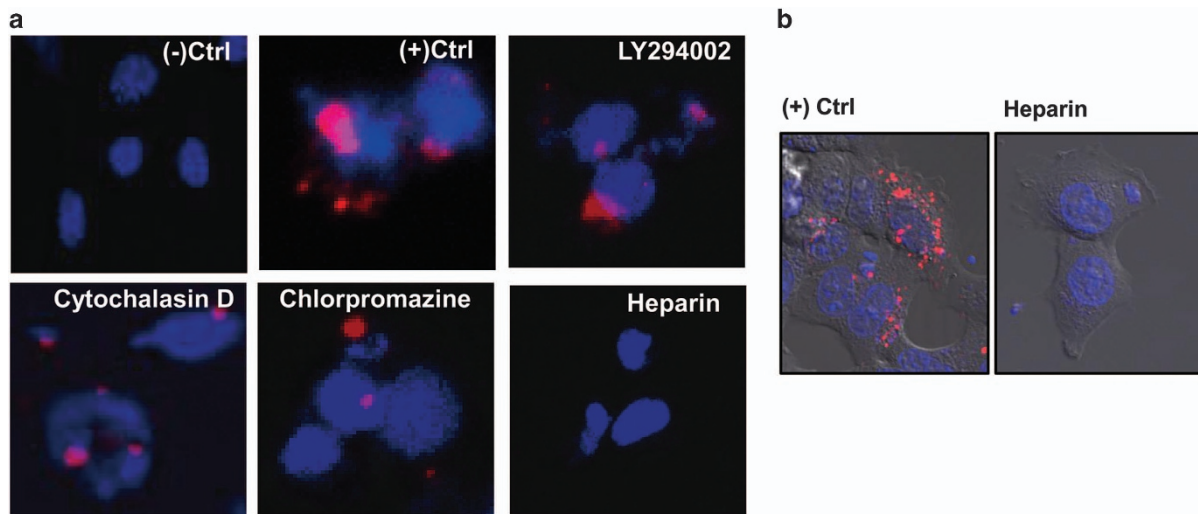 a
(-)Ctrl
(+)Ctrl
LY294002
Cytochalasin D
Chlorpromazine
Heparin
b
(+) Ctrl
Heparin